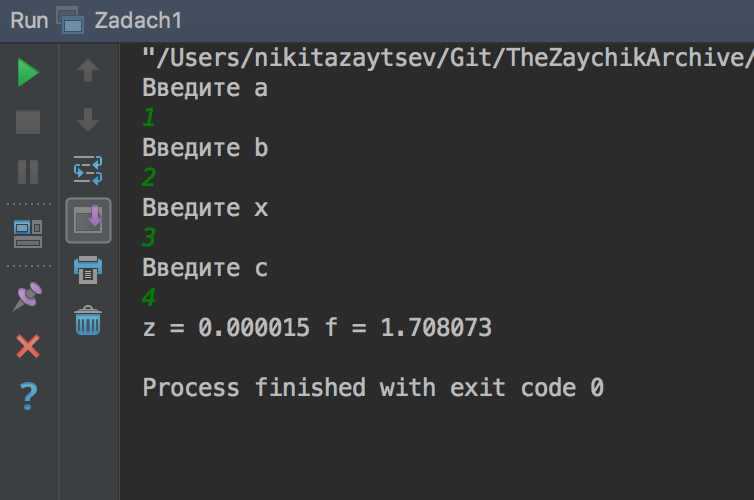 Run Zadach1
"/Users/nikitazaytsev/Git/TheZaychikArchive/
Введите a
1
Введите b
2
Введите x
3
Введите c
4
z = 0.000015 f = 1.708073
Process finished with exit code 0